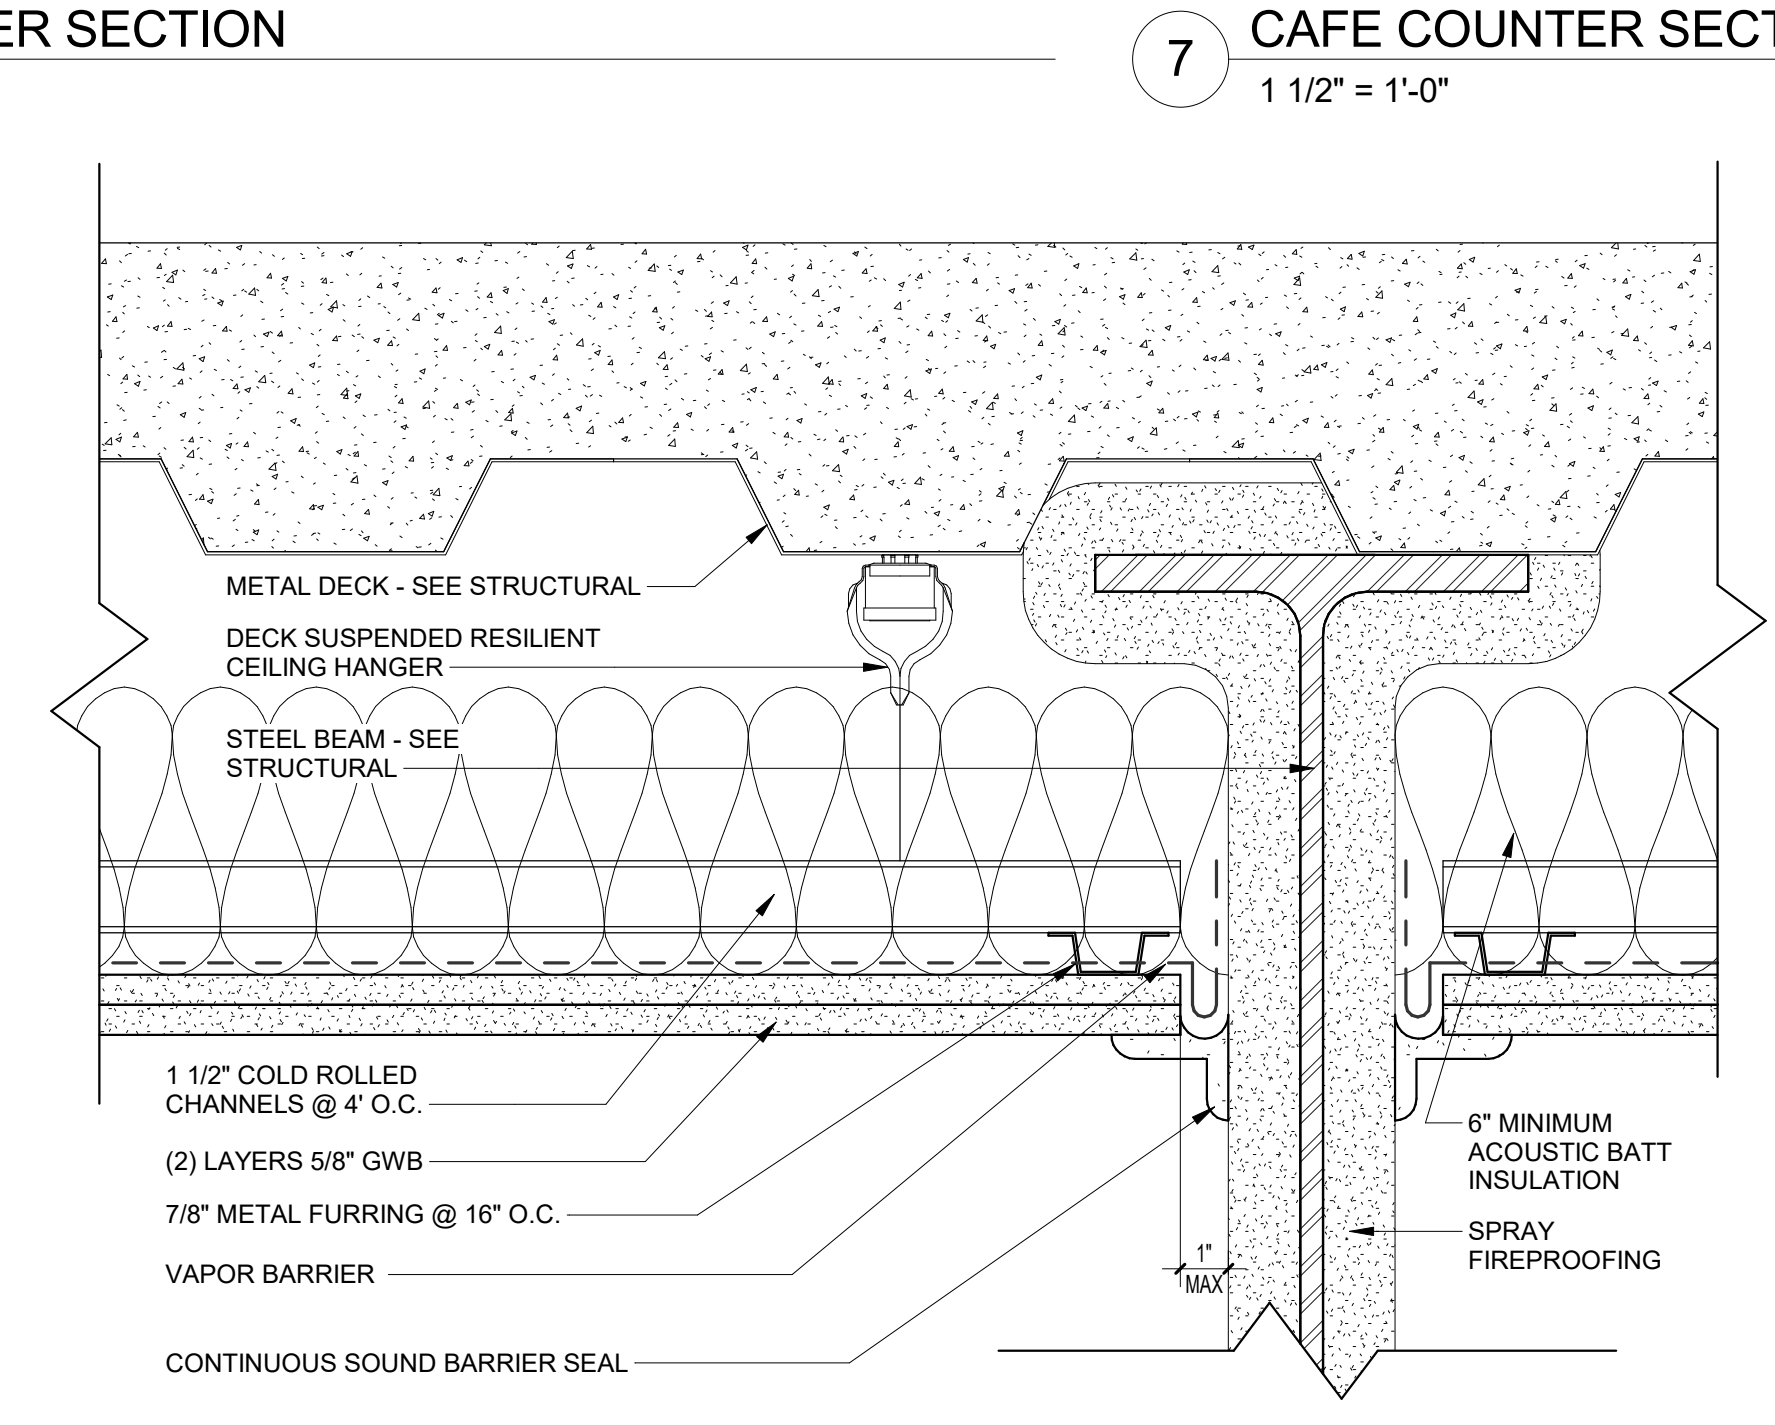 ER SECTION
7
CAFE COUNTER SECT
1 1/2" = 1'-0"
METAL DECK - SEE STRUCTURAL
DECK SUSPENDED RESILIENT
CEILING HANGER
STEEL BEAM - SEE
STRUCTURAL
1 1/2" COLD ROLLED
CHANNELS @ 4' O.C.
(2) LAYERS 5/8" GWB
7/8" METAL FURRING @ 16" O.C.
VAPOR BARRIER
CONTINUOUS SOUND BARRIER SEAL
1"
MAX
6" MINIMUM
ACOUSTIC BATT
INSULATION
SPRAY
FIREPROOFING